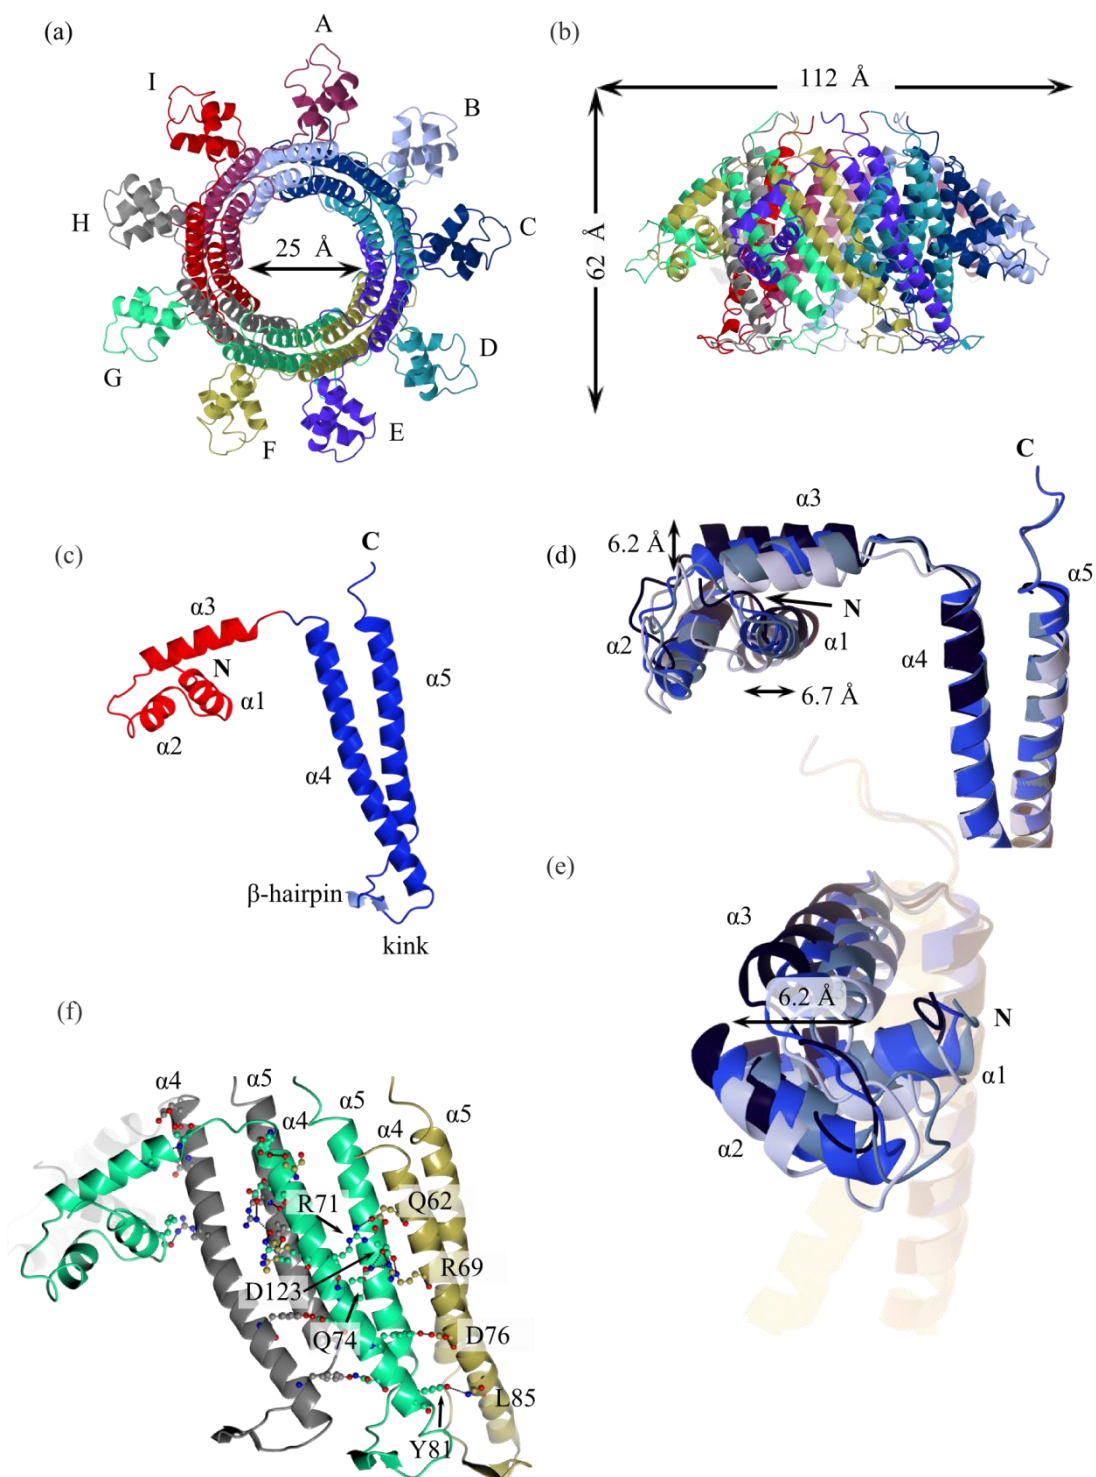 (a)
A
I
B
H
C
25 Å
G
D
F
E
(b)
112 Å
62 Å
(c)
C
α3
N
α1
α2
α4
α5
β-hairpin
kink
(d)
C
α3
6.2 Å
α5
N
α2
α1
α4
6.7 Å
(e)
α3
6.2 Å
N
α1
α2
(f)
α4
α5
α4
α5
α4
α5
R71
Q62
D123
R69
Q74
D76
L85
Y81